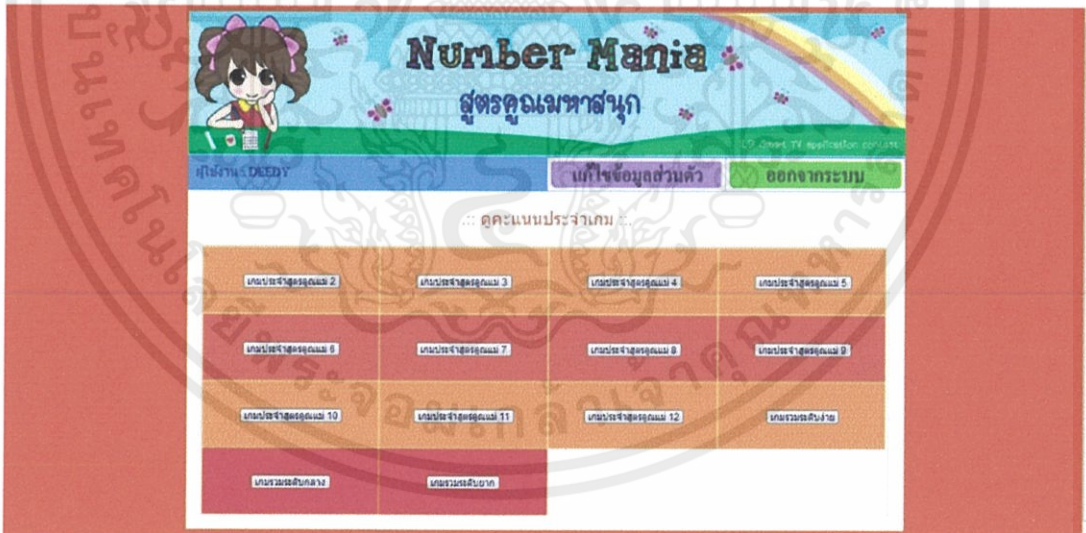 Number Mania
สูตรคูณมหาสนุก
LG Smart TV application contest
ผู้ใช้งาน : DEEDY
แก้ไขข้อมูลส่วนตัว
ออกจากระบบ
.:: ดูคะแนนประจำเกม ::.
เกมประจำสูตรคูณแม่ 2 เกมประจำสูตรคูณแม่ 3 เกมประจำสูตรคูณแม่ 4 เกมประจำสูตรคูณแม่ 5
เกมประจำสูตรคูณแม่ 6 เกมประจำสูตรคูณแม่ 7 เกมประจำสูตรคูณแม่ 8 เกมประจำสูตรคูณแม่ 9
เกมประจำสูตรคูณแม่ 10 เกมประจำสูตรคูณแม่ 11 เกมประจำสูตรคูณแม่ 12 เกมรวมระดับง่าย
เกมรวมระดับกลาง เกมรวมระดับยาก